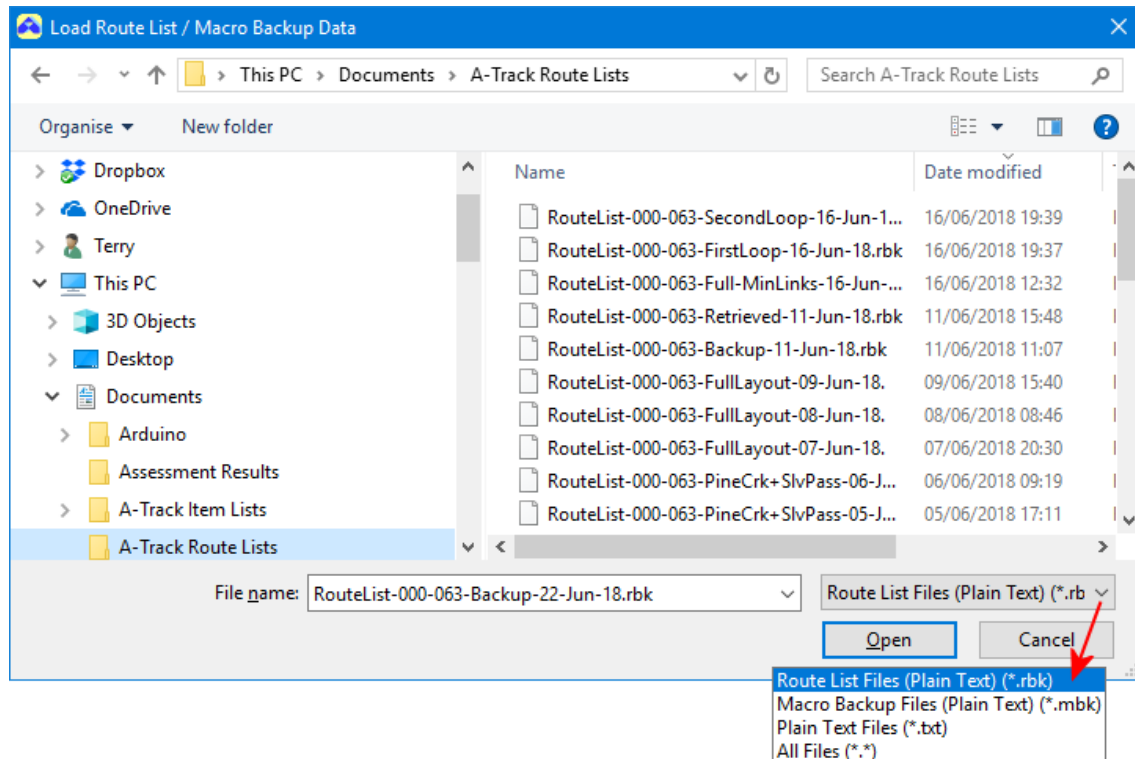 Load Route List / Macro Backup Data
This PC > Documents > A-Track Route Lists
Search A-Track Route Lists
Organise
New folder
Dropbox
OneDrive
Terry
This PC
3D Objects
Desktop
Documents
Arduino
Assessment Results
A-Track Item Lists
A-Track Route Lists
Name Date modified
RouteList-000-063-SecondLoop-16-Jun-1... 16/06/2018 19:39
RouteList-000-063-FirstLoop-16-Jun-18.rbk 16/06/2018 19:37
RouteList-000-063-Full-MinLinks-16-Jun-... 16/06/2018 12:32
RouteList-000-063-Retrieved-11-Jun-18.rbk 11/06/2018 15:48
RouteList-000-063-Backup-11-Jun-18.rbk 11/06/2018 11:07
RouteList-000-063-FullLayout-09-Jun-18. 09/06/2018 15:40
RouteList-000-063-FullLayout-08-Jun-18. 08/06/2018 08:46
RouteList-000-063-FullLayout-07-Jun-18. 07/06/2018 20:30
RouteList-000-063-PineCrk+SlvPass-06-J... 06/06/2018 09:19
RouteList-000-063-PineCrk+SlvPass-05-J... 05/06/2018 17:11
File name: RouteList-000-063-Backup-22-Jun-18.rbk
Route List Files (Plain Text) (*.rb
Open
Cancel
Route List Files (Plain Text) (*.rbk)
Macro Backup Files (Plain Text) (*.mbk)
Plain Text Files (*.txt)
All Files (*.*)